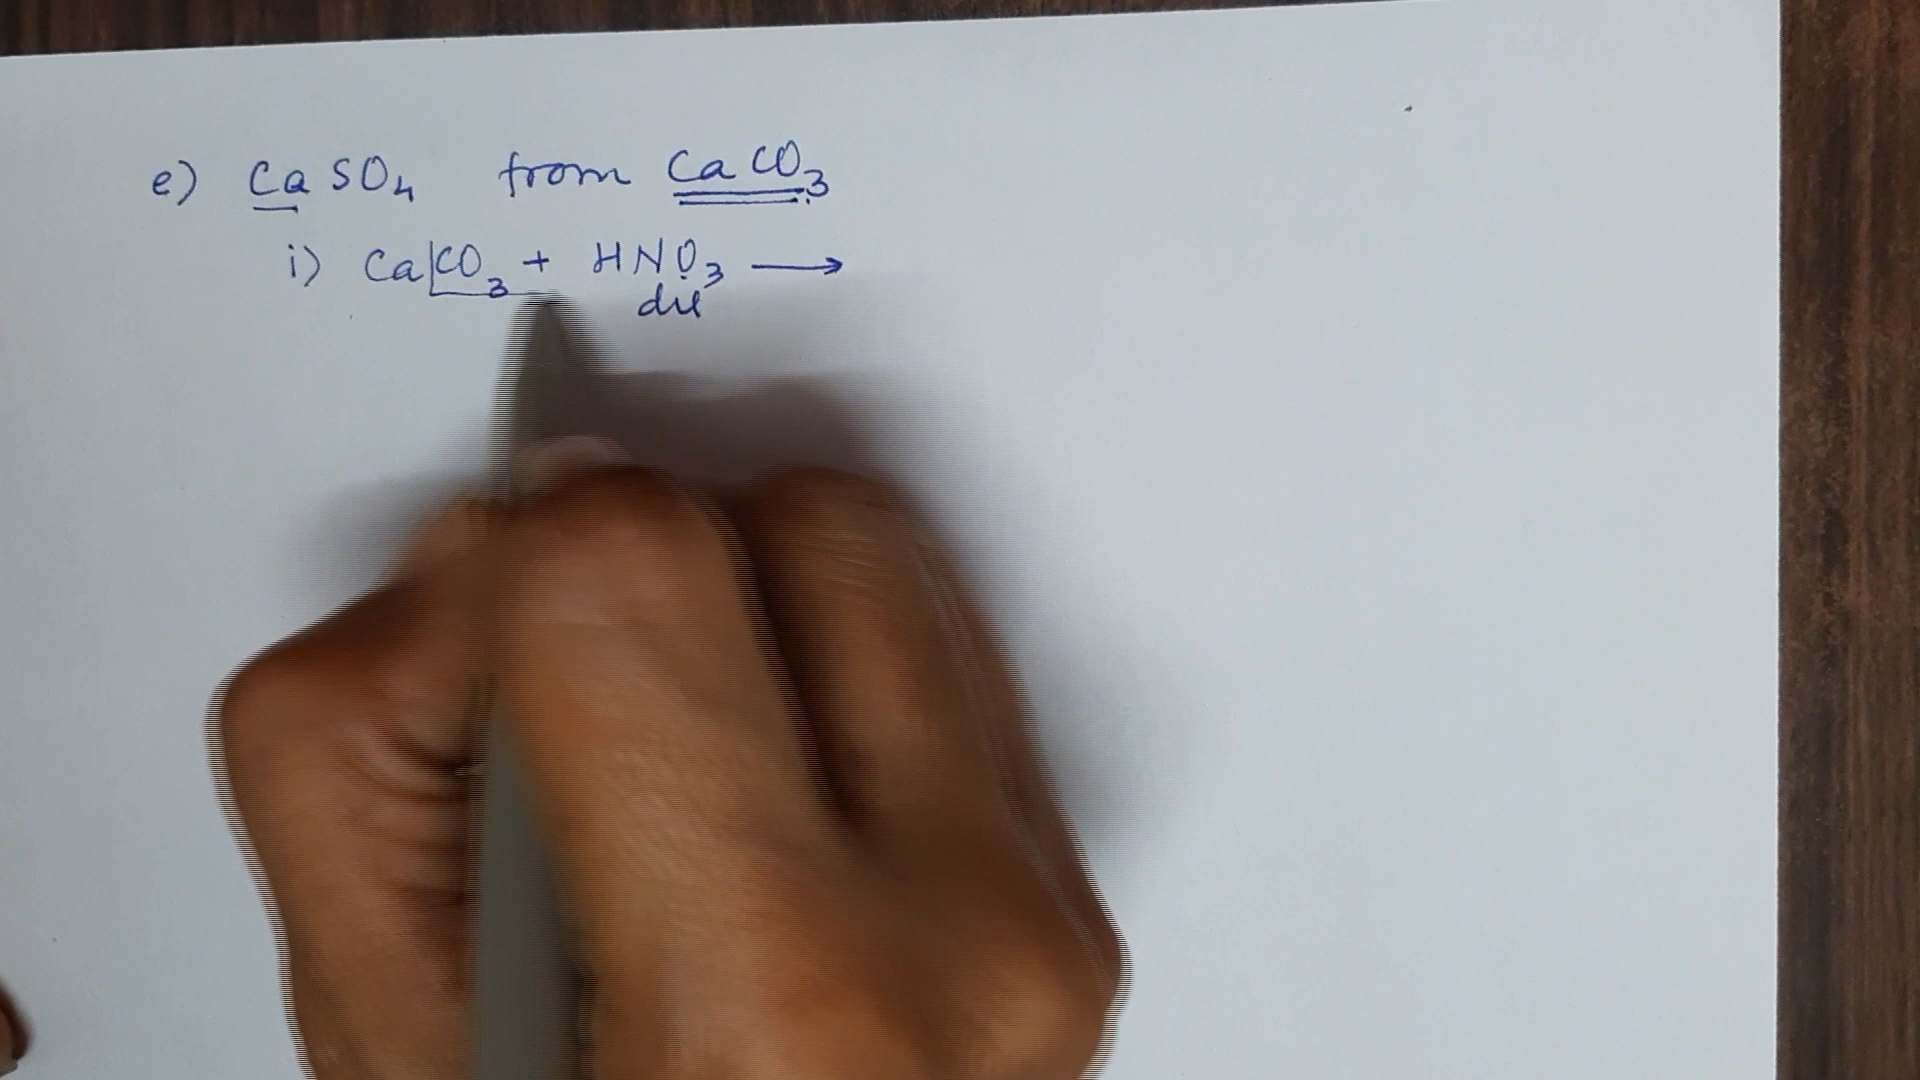 e) CaSO₄ from CaCO₃
i) CaCO₃ + HNO₃ ⟶
dil